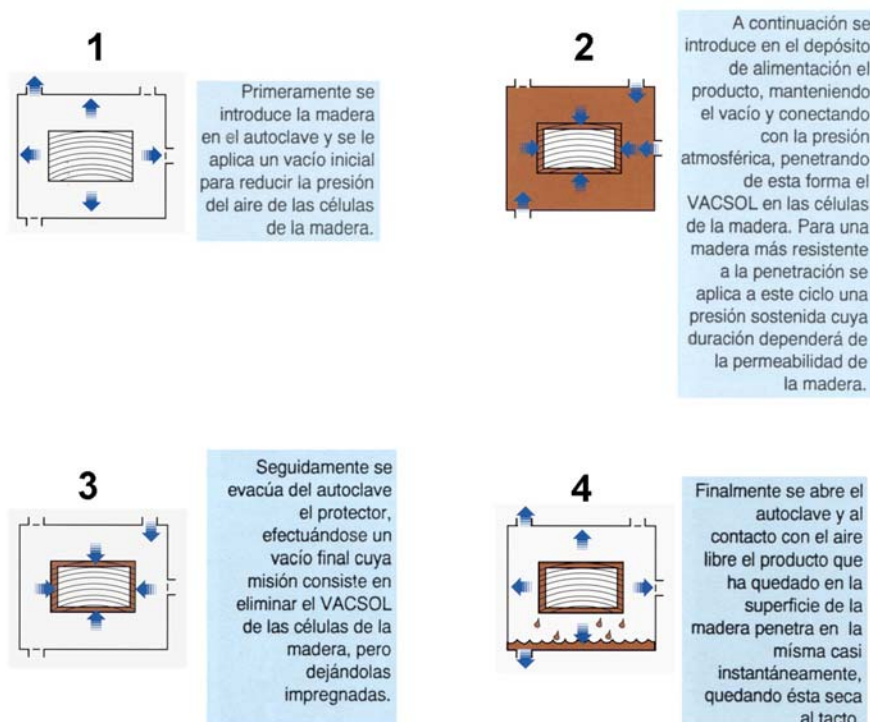 1
Primeramente se
introduce la madera
en el autoclave y se le
aplica un vacío inicial
para reducir la presión
del aire de las células
de la madera.
2
A continuación se
introduce en el depósito
de alimentación el
producto, manteniendo
el vacío y conectando
con la presión
atmosférica, penetrando
de esta forma el
VACSOL en las células
de la madera. Para una
madera más resistente
a la penetración se
aplica a este ciclo una
presión sostenida cuya
duración dependerá de
la permeabilidad de
la madera.
3
Seguidamente se
evacúa del autoclave
el protector,
efectuándose un
vacío final cuya
misión consiste en
eliminar el VACSOL
de las células de la
madera, pero
dejándolas
impregnadas.
4
Finalmente se abre el
autoclave y al
contacto con el aire
libre el producto que
ha quedado en la
superficie de la
madera penetra en la
mísma casi
instantáneamente,
quedando ésta seca
al tacto.